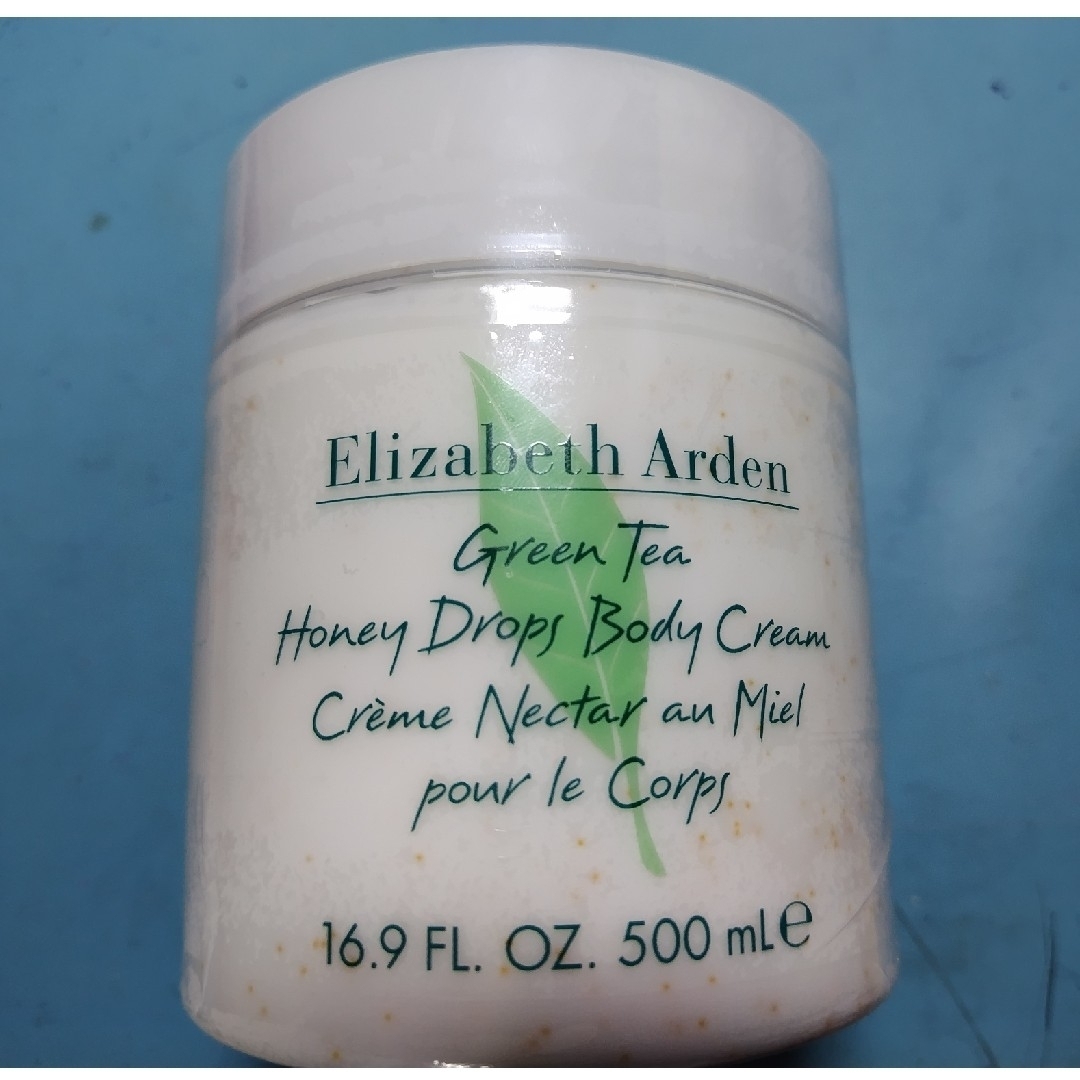 Elizabeth Arden
Green Tea
Honey Drops Body Cream
Crème Nectar au Miel
pour le Corps
16.9 FL. OZ. 500 mL e